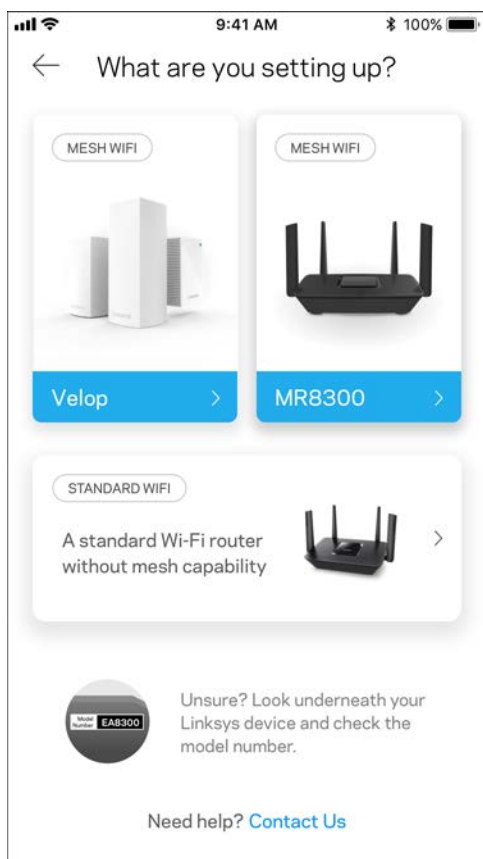 9:41 AM
100%
What are you setting up?
MESH WIFI
MESH WIFI
Velop
MR8300
STANDARD WIFI
A standard Wi-Fi router
without mesh capability
Model
Number
EA8300
Unsure? Look underneath your
Linksys device and check the
model number.
Need help? Contact Us